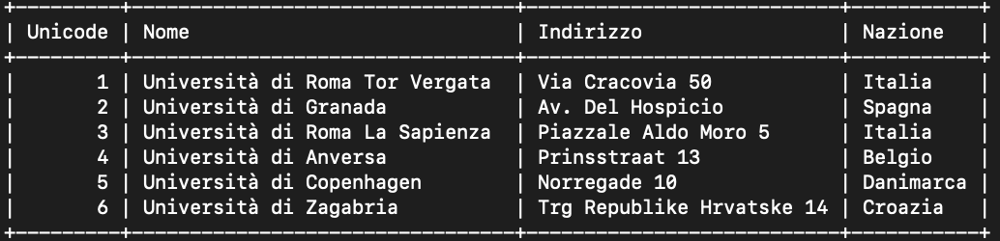 +---------+----------------------------------+---------------------------+-----------+
| Unicode | Nome                             | Indirizzo                 | Nazione   |
+---------+----------------------------------+---------------------------+-----------+
|       1 | Università di Roma Tor Vergata   | Via Cracovia 50           | Italia    |
|       2 | Università di Granada            | Av. Del Hospicio          | Spagna    |
|       3 | Università di Roma La Sapienza   | Piazzale Aldo Moro 5      | Italia    |
|       4 | Università di Anversa            | Prinsstraat 13            | Belgio    |
|       5 | Università di Copenhagen         | Norregade 10              | Danimarca |
|       6 | Università di Zagabria           | Trg Republike Hrvatske 14 | Croazia   |
+---------+----------------------------------+---------------------------+-----------+